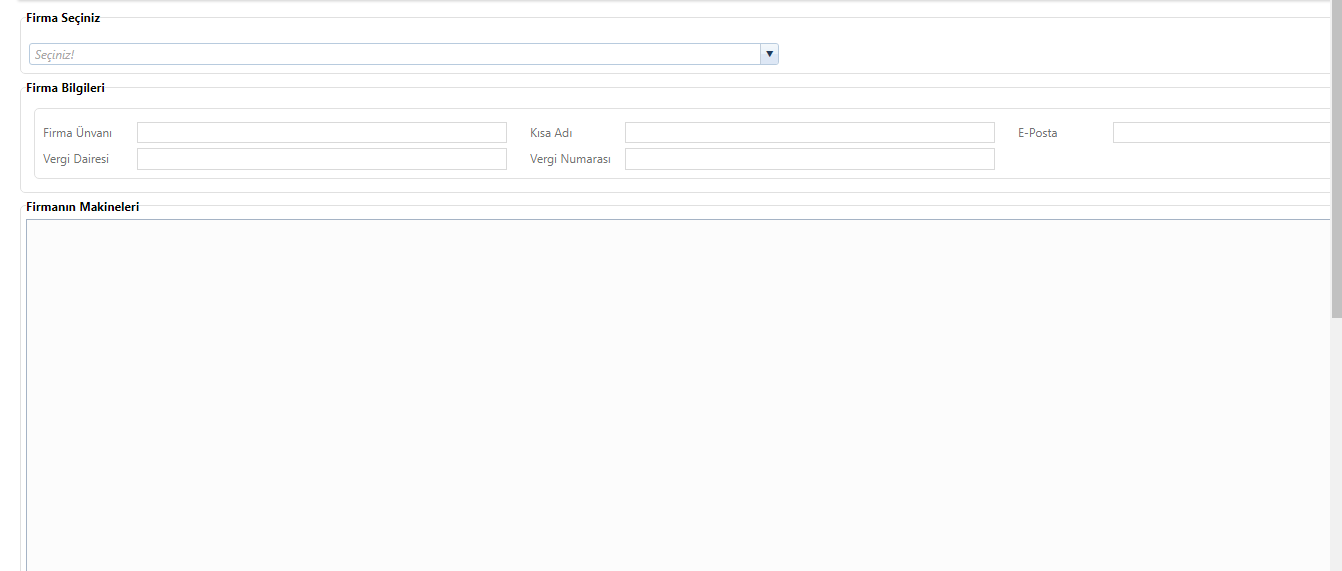 Firma Seçiniz
Seçiniz!
Firma Bilgileri
Firma Ünvanı Kısa Adı E-Posta
Vergi Dairesi Vergi Numarası
Firmanın Makineleri